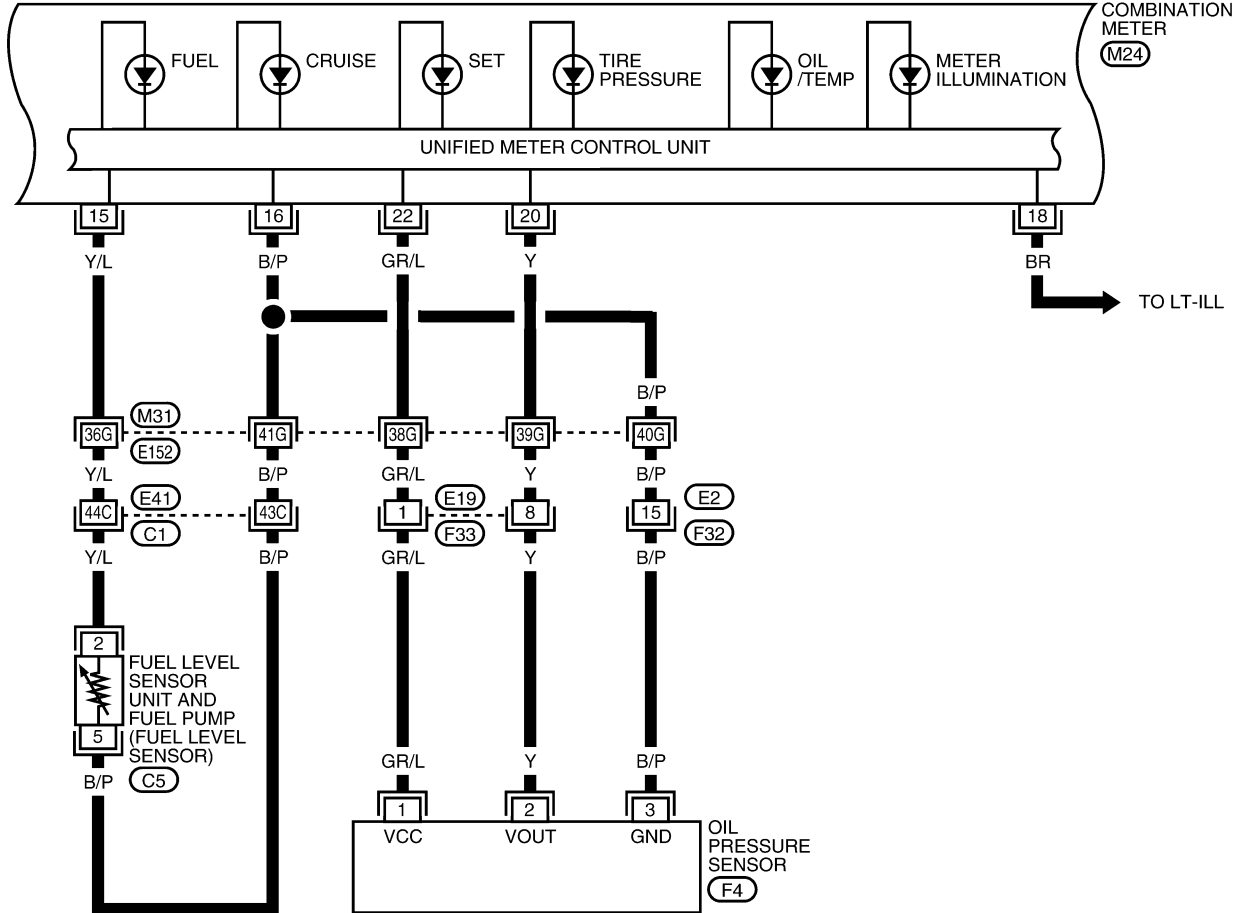 COMBINATION
METER
M24
FUEL
CRUISE
SET
TIRE
PRESSURE
OIL
/TEMP
METER
ILLUMINATION
UNIFIED METER CONTROL UNIT
15 16 22 20 18
Y/L B/P GR/L Y BR
TO LT-ILL
B/P
M31
36G 41G 38G 39G 40G
E152
Y/L B/P GR/L Y B/P
E41 E19 E2
44C 43C 1 8 15
C1 F33 F32
Y/L B/P GR/L Y B/P
2
FUEL LEVEL
SENSOR
UNIT AND
FUEL PUMP
(FUEL LEVEL
SENSOR)
5
C5
B/P
GR/L Y B/P
1 2 3
VCC VOUT GND
OIL
PRESSURE
SENSOR
F4